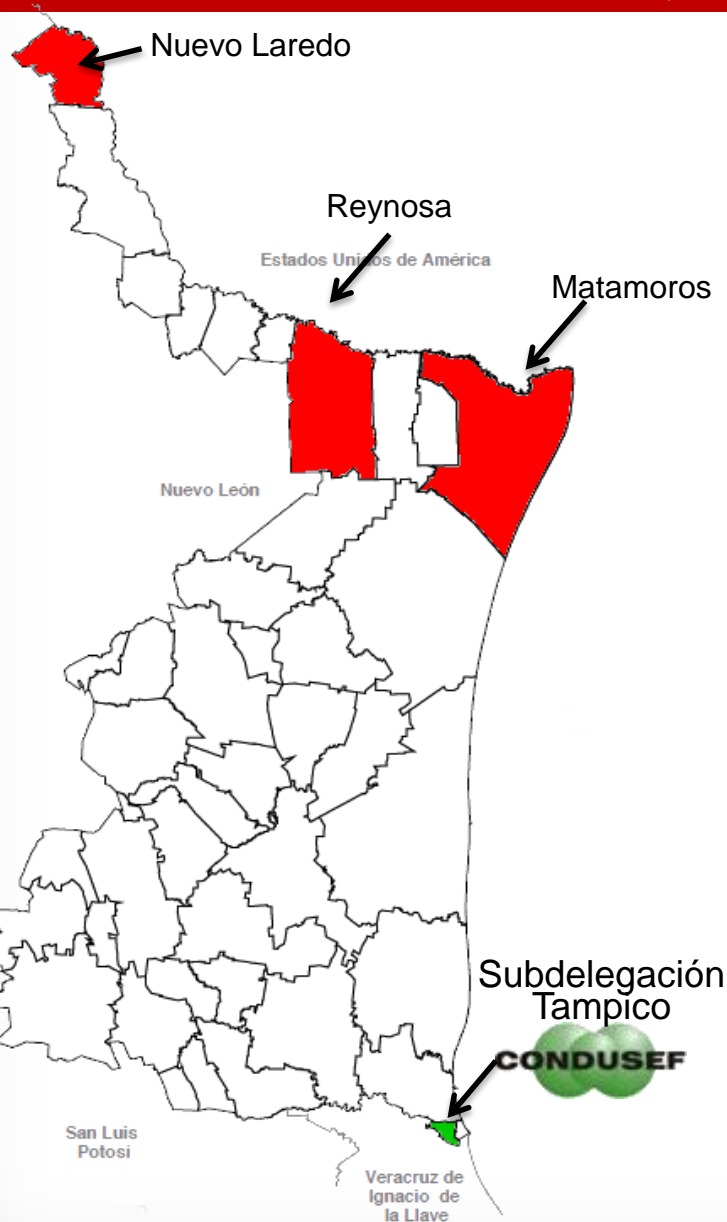 Nuevo Laredo
Reynosa
Estados Unidos de América
Matamoros
Nuevo León
Subdelegación
Tampico
CONDUSEF
San Luis
Potosí
Veracruz de
Ignacio de
la Llave